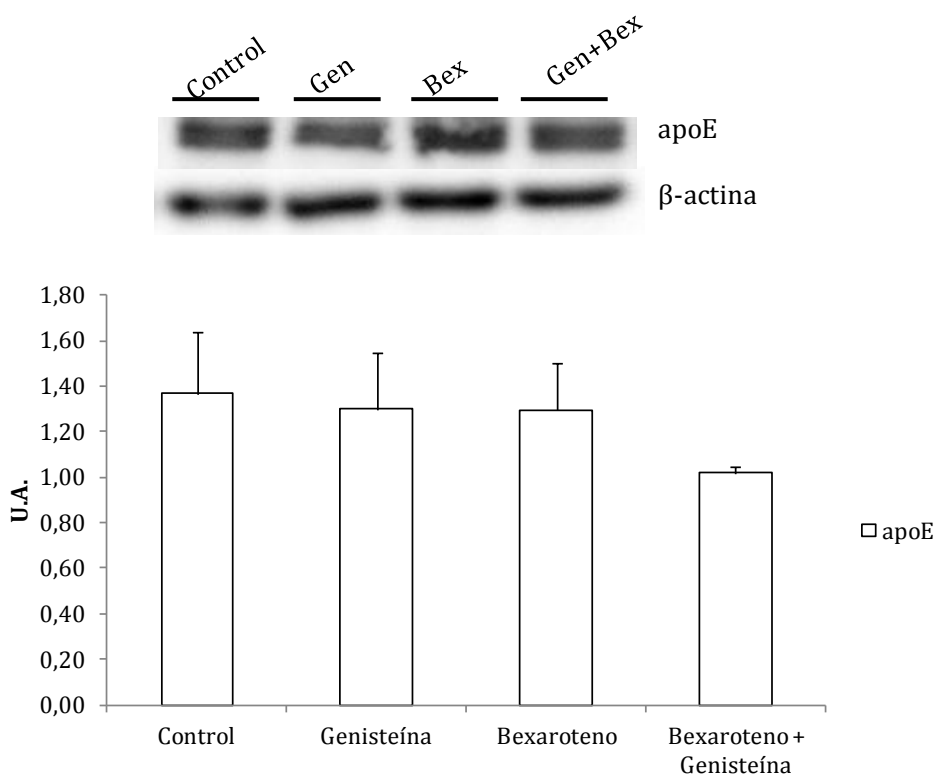 Control Gen Bex Gen+Bex
apoE
β-actina
1,80
1,60
1,40
1,20
1,00
0,80
0,60
0,40
0,20
0,00
U.A.
apoE
Control Genisteína Bexaroteno Bexaroteno +
Genisteína